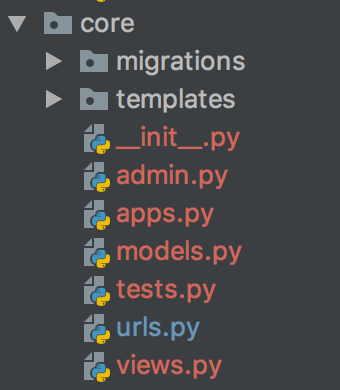 core
migrations
templates
__init__.py
admin.py
apps.py
models.py
tests.py
urls.py
views.py